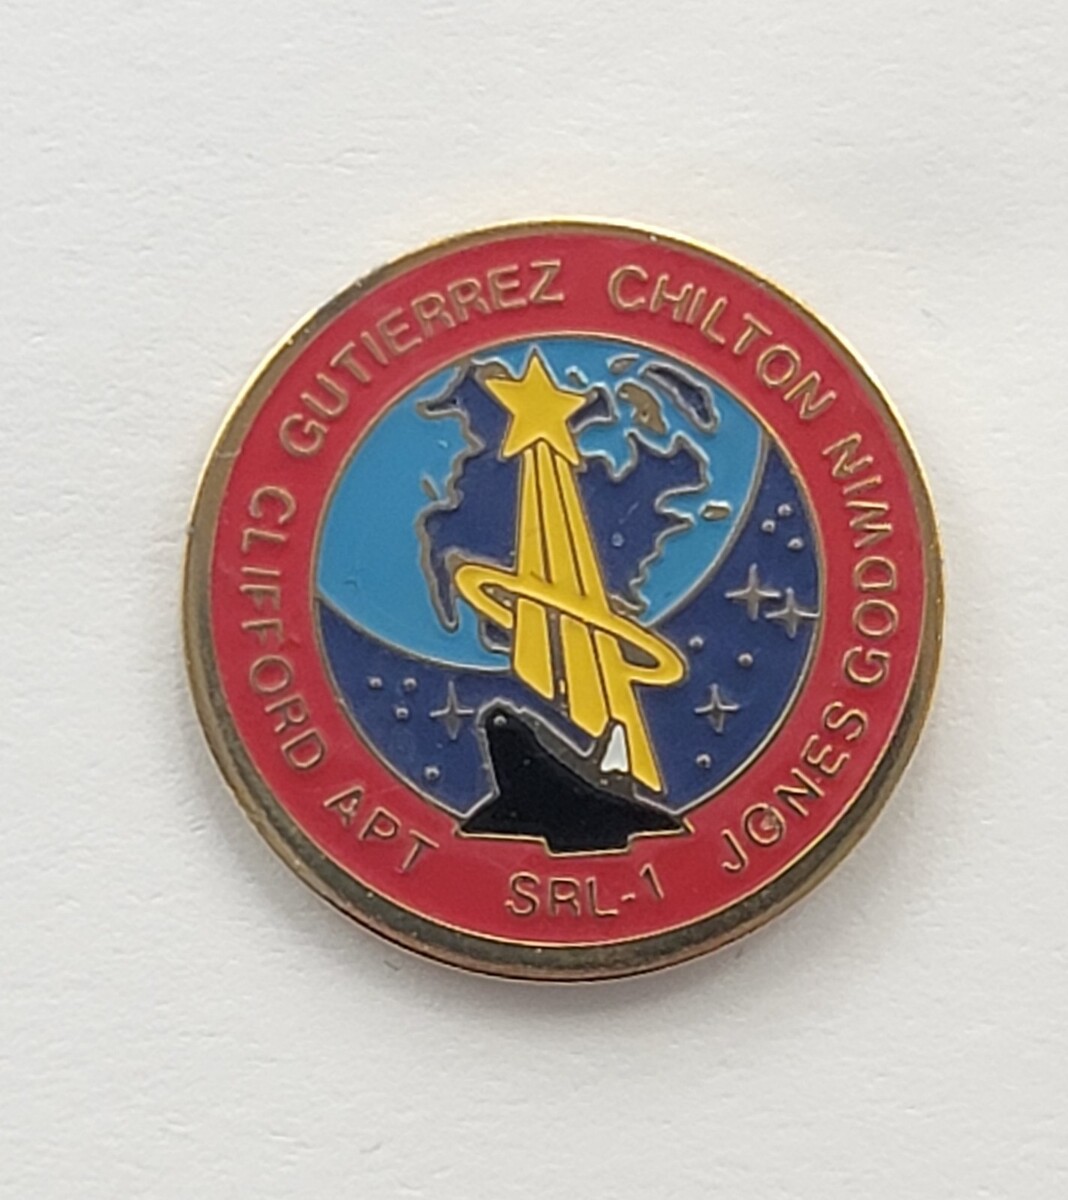 CLIFFORD GUTIERREZ CHILTON GODWIN JONES
APT
SRL-1